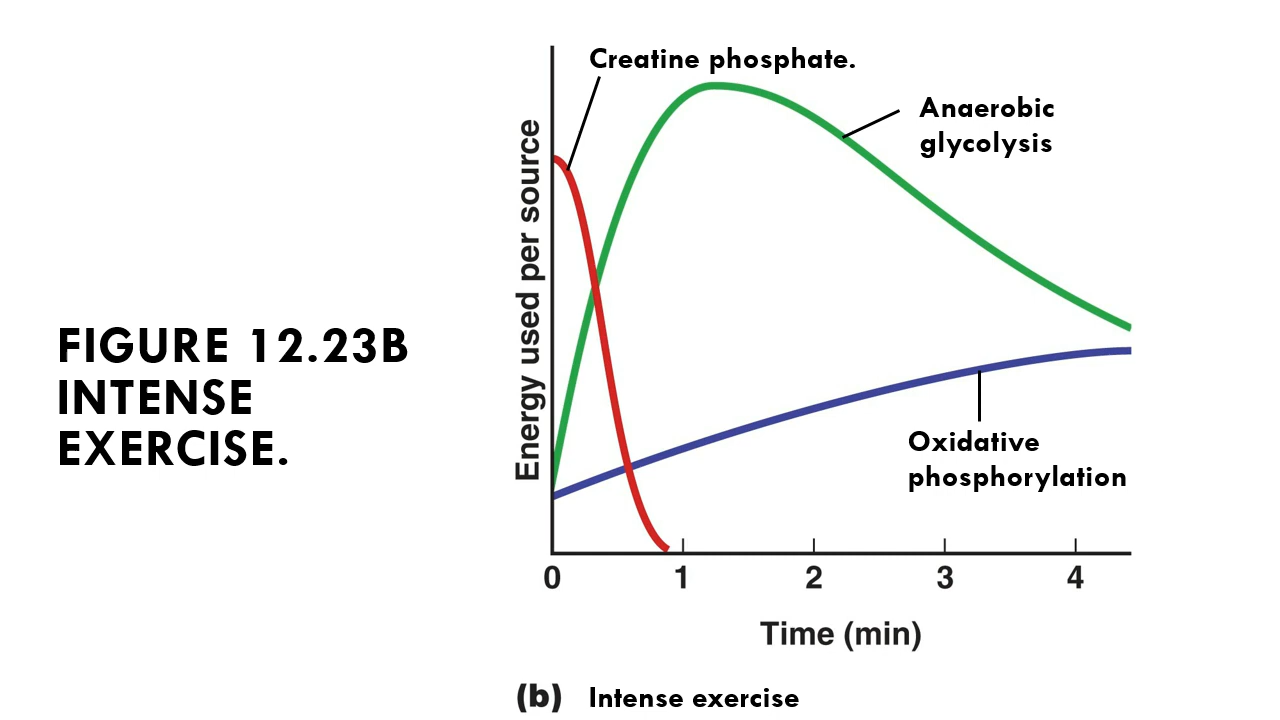 FIGURE 12.23B
INTENSE
EXERCISE.
Creatine phosphate.
Anaerobic
glycolysis
Energy used per source
Oxidative
phosphorylation
0 1 2 3 4
Time (min)
(b) Intense exercise